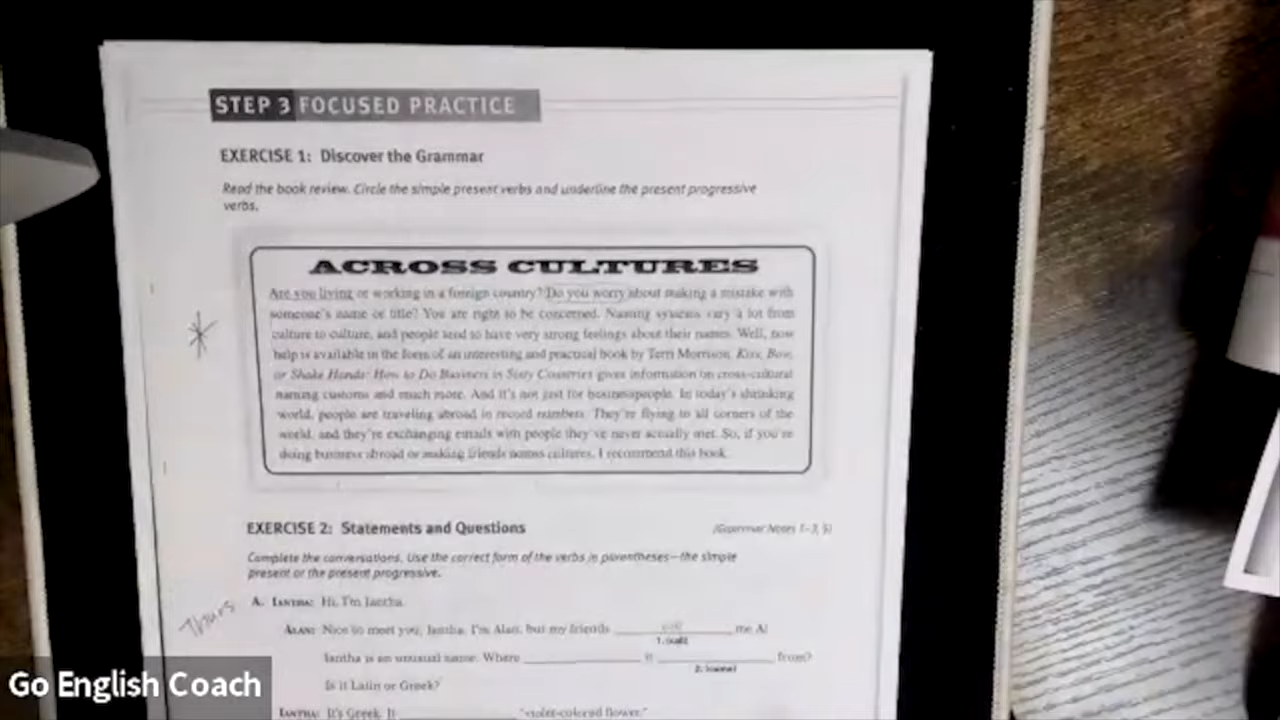 STEP 3 FOCUSED PRACTICE
EXERCISE 1: Discover the Grammar
Read the book review. Circle the simple present verbs and underline the present progressive
verbs.
ACROSS CULTURES
Are you living or working in a foreign country? Do you worry about making a mistake with
someone's name or title? You are right to be concerned. Naming systems vary a lot from
culture to culture, and people tend to have very strong feelings about their names. Well, now
help is available in the form of an interesting and practical book by Terri Morrison. Kiss, Bow,
or Shake Hands: How to Do Business in Sixty Countries gives information on cross-cultural
naming customs and much more. And it's not just for businesspeople. In today's shrinking
world, people are traveling abroad in record numbers. They're flying to all corners of the
world, and they're exchanging emails with people they've never actually met. So, if you're
doing business abroad or making friends across cultures, I recommend this book.
EXERCISE 2: Statements and Questions (Grammar Notes 1–3, 5)
Complete the conversations. Use the correct form of the verbs in parentheses—the simple
present or the present progressive.
A. IANTHA: Hi, I'm Iantha.
Thurs
ALAN: Nice to meet you, Iantha. I'm Alan, but my friends call me Al.
1. (call)
Iantha is an unusual name. Where it from?
2. (come)
Is it Latin or Greek?
IANTHA: It's Greek. It "violet-colored flower."
Go English Coach